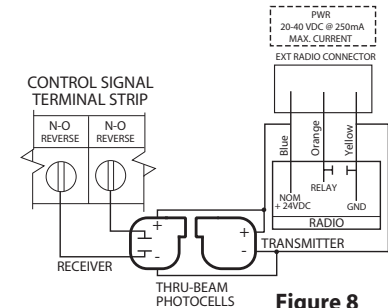 PWR
20-40 VDC @ 250mA
MAX. CURRENT
EXT RADIO CONNECTOR
CONTROL SIGNAL
TERMINAL STRIP
N-O
REVERSE
N-O
REVERSE
Blue
Orange
Yellow
RELAY
NOM
+ 24VDC
GND
RADIO
+
-
+
-
TRANSMITTER
RECEIVER
THRU-BEAM
PHOTOCELLS
Figure 8